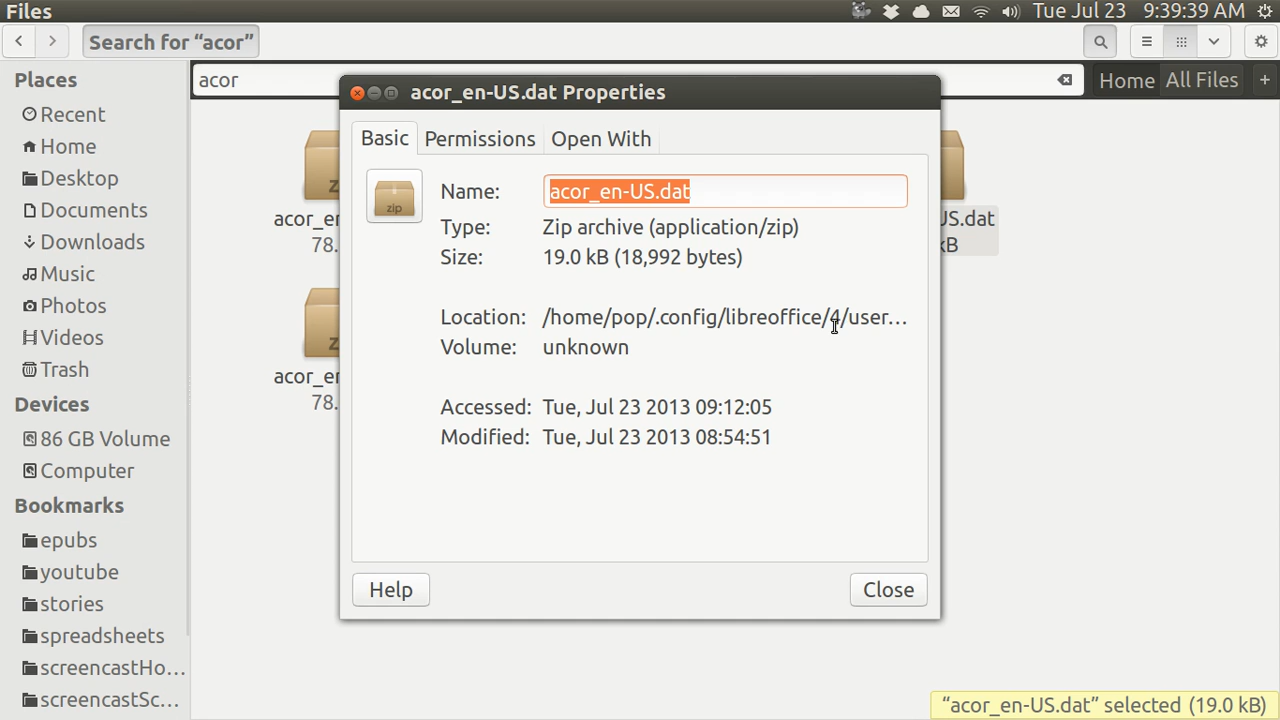 Files
Tue Jul 23 9:39:39 AM
Search for “acor”
Places
Recent
Home
Desktop
Documents
Downloads
Music
Photos
Videos
Trash
Devices
86 GB Volume
Computer
Bookmarks
epubs
youtube
stories
spreadsheets
screencastHo...
screencastSc...
acor
Home
All Files
+
acor_en-US.dat Properties
Basic
Permissions
Open With
zip
Name: acor_en-US.dat
Type: Zip archive (application/zip)
Size: 19.0 kB (18,992 bytes)
Location: /home/pop/.config/libreoffice/4/user...
Volume: unknown
Accessed: Tue, Jul 23 2013 09:12:05
Modified: Tue, Jul 23 2013 08:54:51
Help
Close
“acor_en-US.dat” selected (19.0 kB)